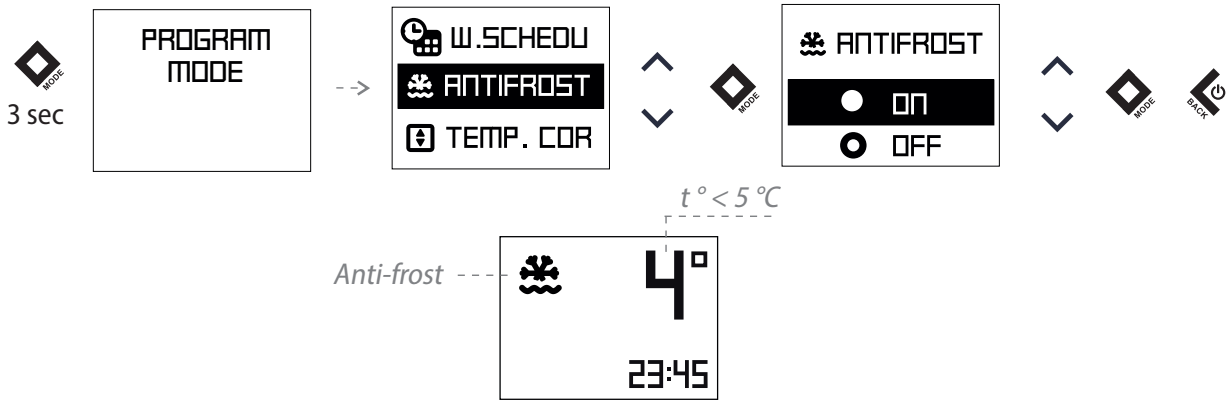 MODE
3 sec
PROGRAM
MODE
W.SCHEDU
ANTIFROST
TEMP. COR
MODE
ANTIFROST
ON
OFF
MODE
BACK
t° < 5 °C
Anti-frost
4°
23:45